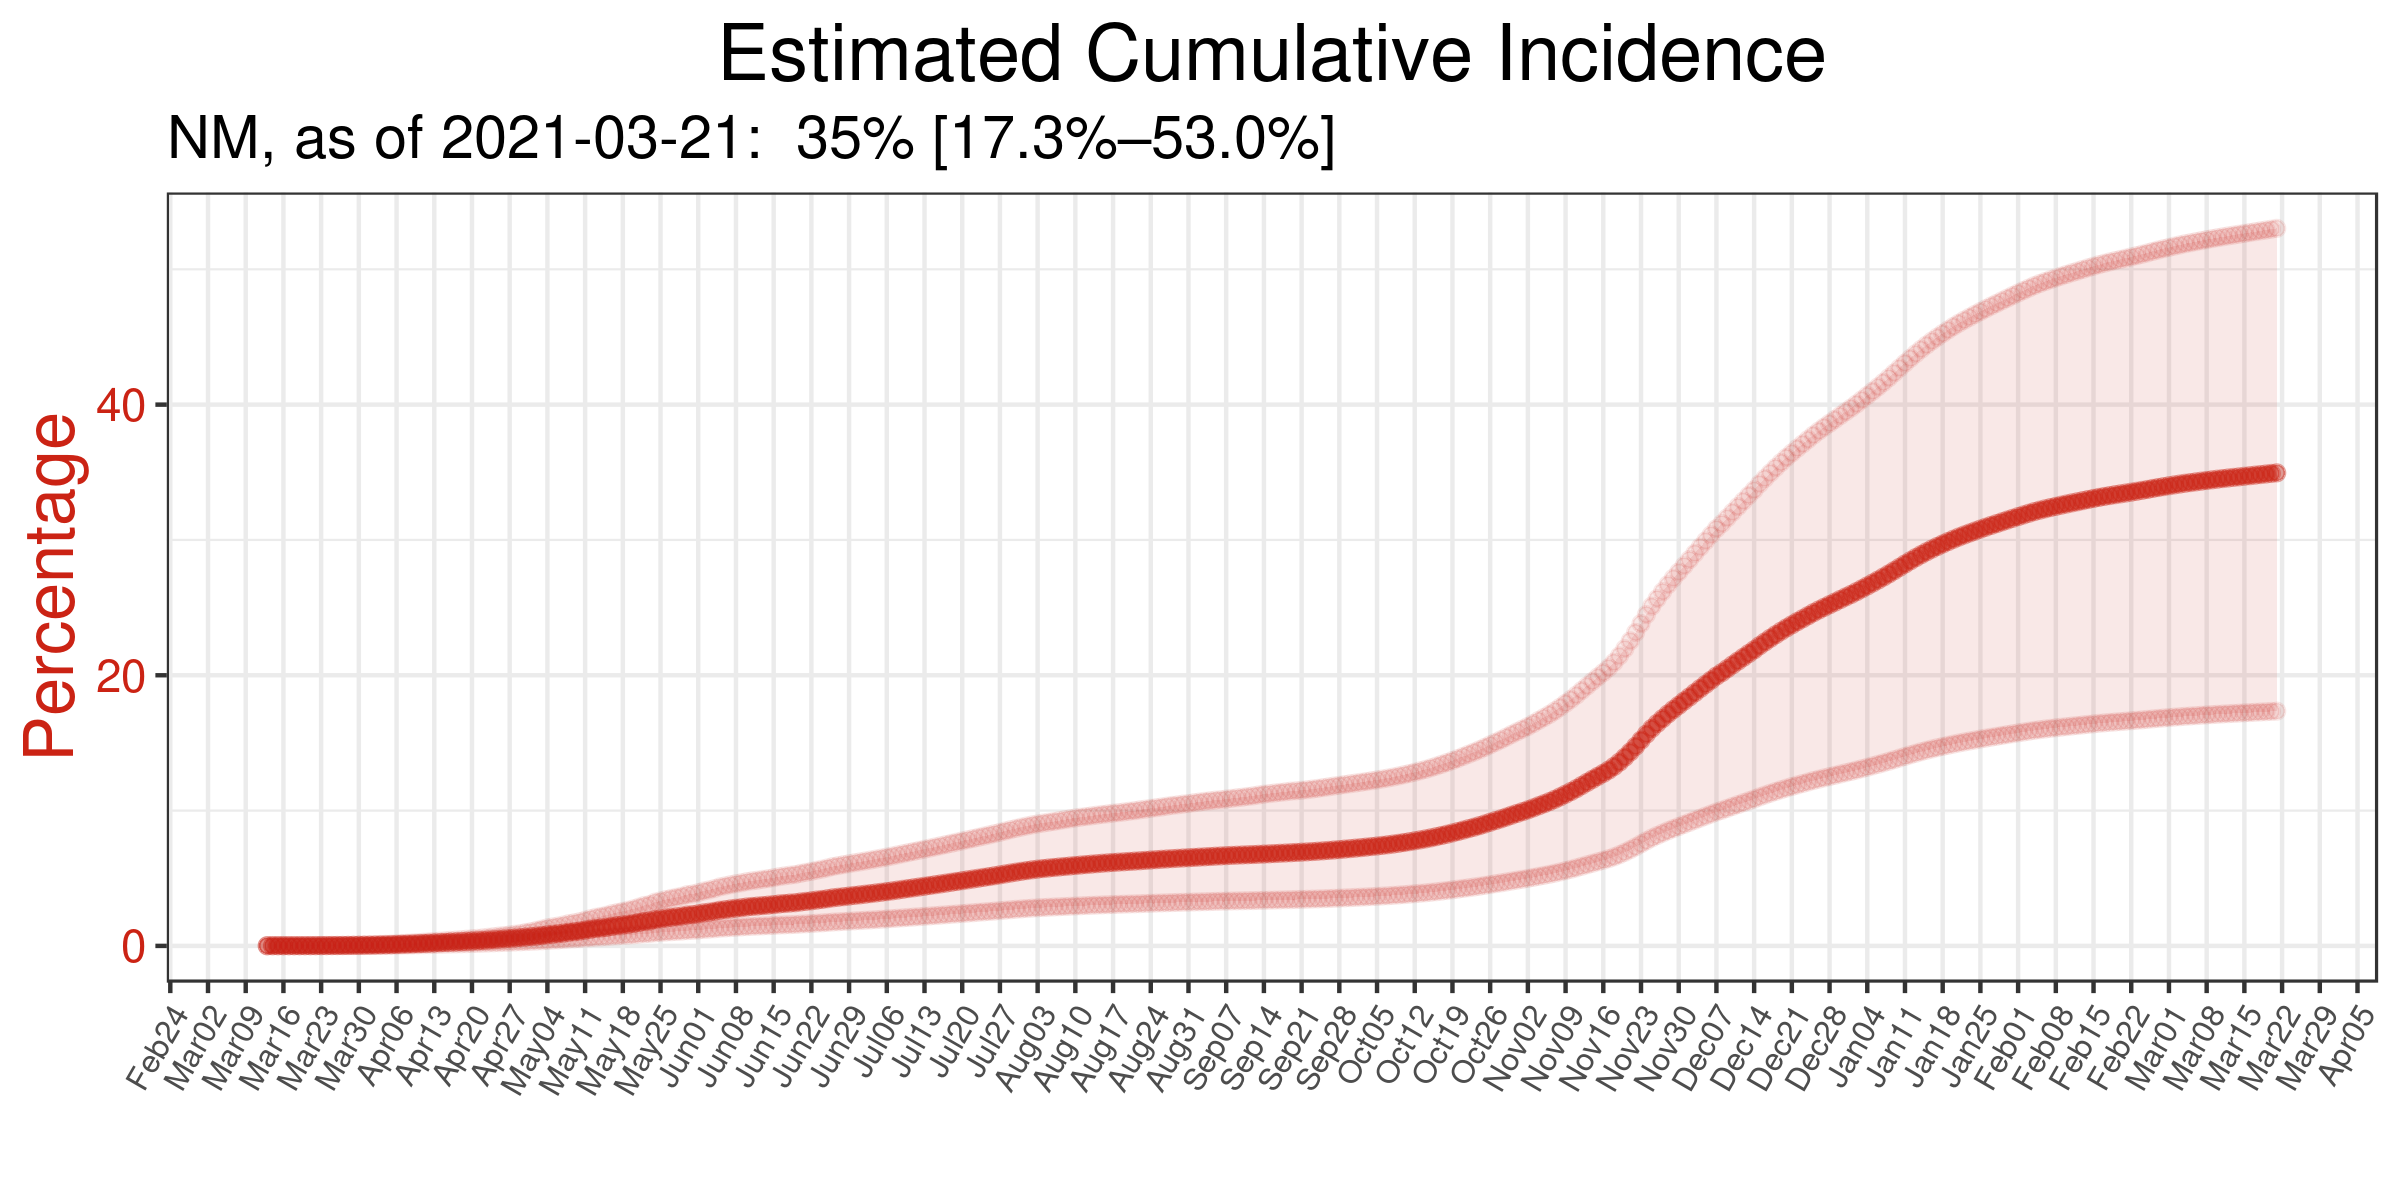 Estimated Cumulative Incidence
NM, as of 2021-03-21:  35% [17.3%–53.0%]
Percentage
40
20
0
Feb24 Mar02 Mar09 Mar16 Mar23 Mar30 Apr06 Apr13 Apr20 Apr27 May04 May11 May18 May25 Jun01 Jun08 Jun15 Jun22 Jun29 Jul06 Jul13 Jul20 Jul27 Aug03 Aug10 Aug17 Aug24 Aug31 Sep07 Sep14 Sep21 Sep28 Oct05 Oct12 Oct19 Oct26 Nov02 Nov09 Nov16 Nov23 Nov30 Dec07 Dec14 Dec21 Dec28 Jan04 Jan11 Jan18 Jan25 Feb01 Feb08 Feb15 Feb22 Mar01 Mar08 Mar15 Mar22 Mar29 Apr05